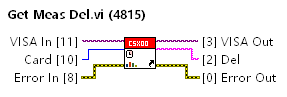 Get Meas Del.vi (4815)
VISA In [11]
CSX00
[3] VISA Out
Card [10]
[2] Del
Error In [8]
[0] Error Out